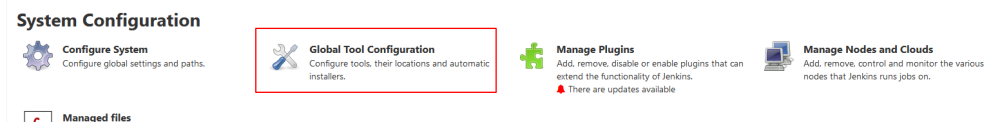 System Configuration
Configure System
Configure global settings and paths.
Global Tool Configuration
Configure tools, their locations and automatic
installers.
Manage Plugins
Add, remove, disable or enable plugins that can
extend the functionality of Jenkins.
There are updates available
Manage Nodes and Clouds
Add, remove, control and monitor the various
nodes that Jenkins runs jobs on.
Managed files